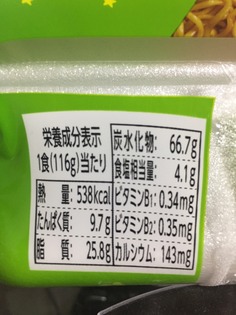 栄養成分表示
1食(116g)当たり
熱 量: 538kcal
たんぱく質: 9.7g
脂 質: 25.8g
炭水化物: 66.7g
食塩相当量: 4.1g
ビタミンB₁: 0.34mg
ビタミンB₂: 0.35mg
カルシウム: 143mg